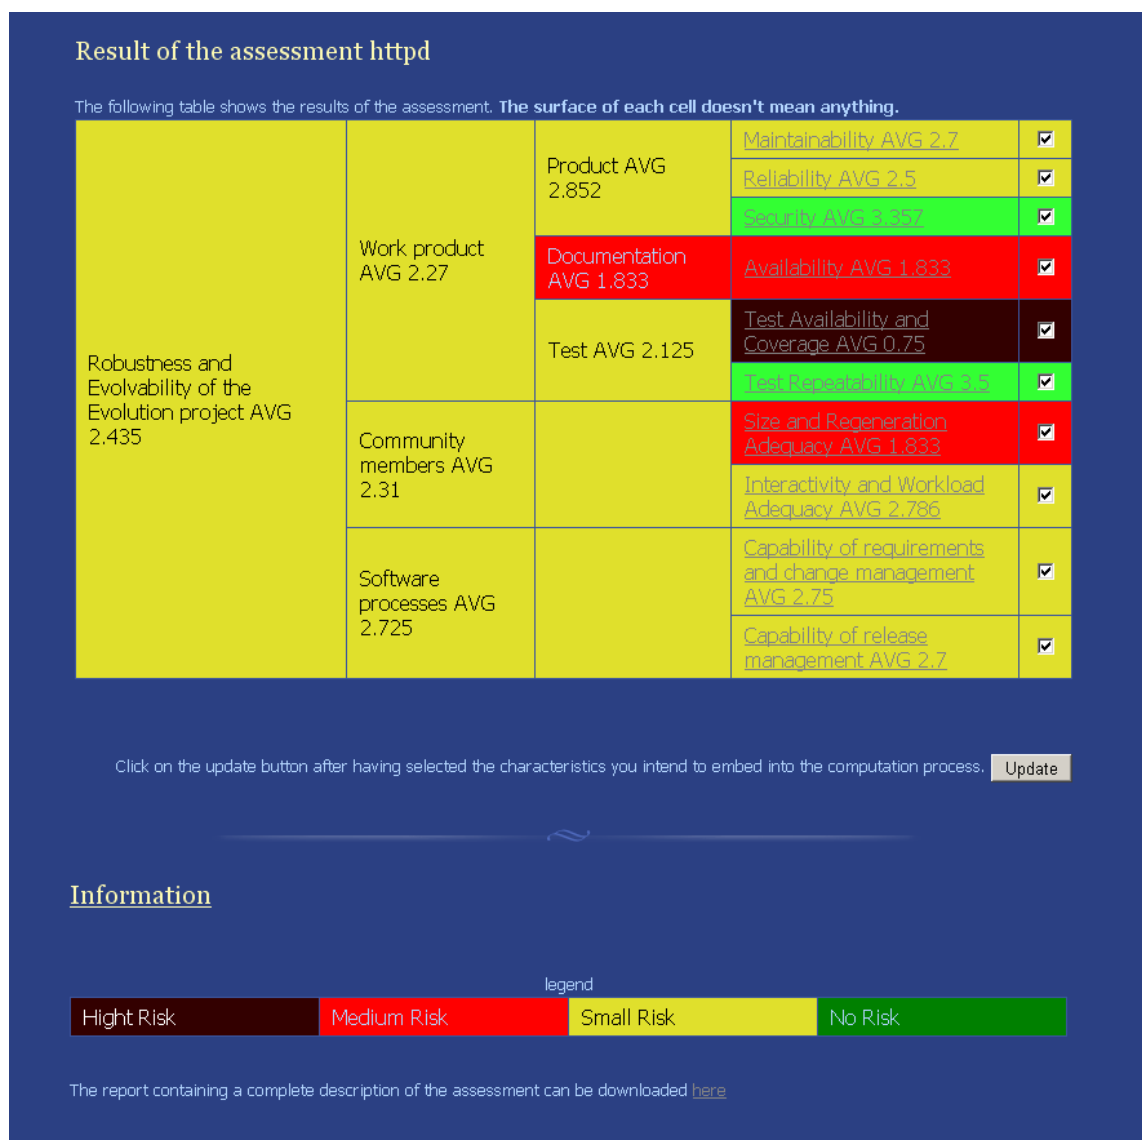 Result of the assessment httpd
The following table shows the results of the assessment. The surface of each cell doesn't mean anything.
Robustness and
Evolvability of the
Evolution project AVG
2.435
Work product
AVG 2.27
Product AVG
2.852
Maintainability AVG 2.7
Reliability AVG 2.5
Security AVG 3.357
Documentation
AVG 1.833
Availability AVG 1.833
Test AVG 2.125
Test Availability and
Coverage AVG 0.75
Test Repeatability AVG 3.5
Community
members AVG
2.31
Size and Regeneration
Adequacy AVG 1.833
Interactivity and Workload
Adequacy AVG 2.786
Software
processes AVG
2.725
Capability of requirements
and change management
AVG 2.75
Capability of release
management AVG 2.7
Click on the update button after having selected the characteristics you intend to embed into the computation process. Update
Information
legend
Hight Risk Medium Risk Small Risk No Risk
The report containing a complete description of the assessment can be downloaded here